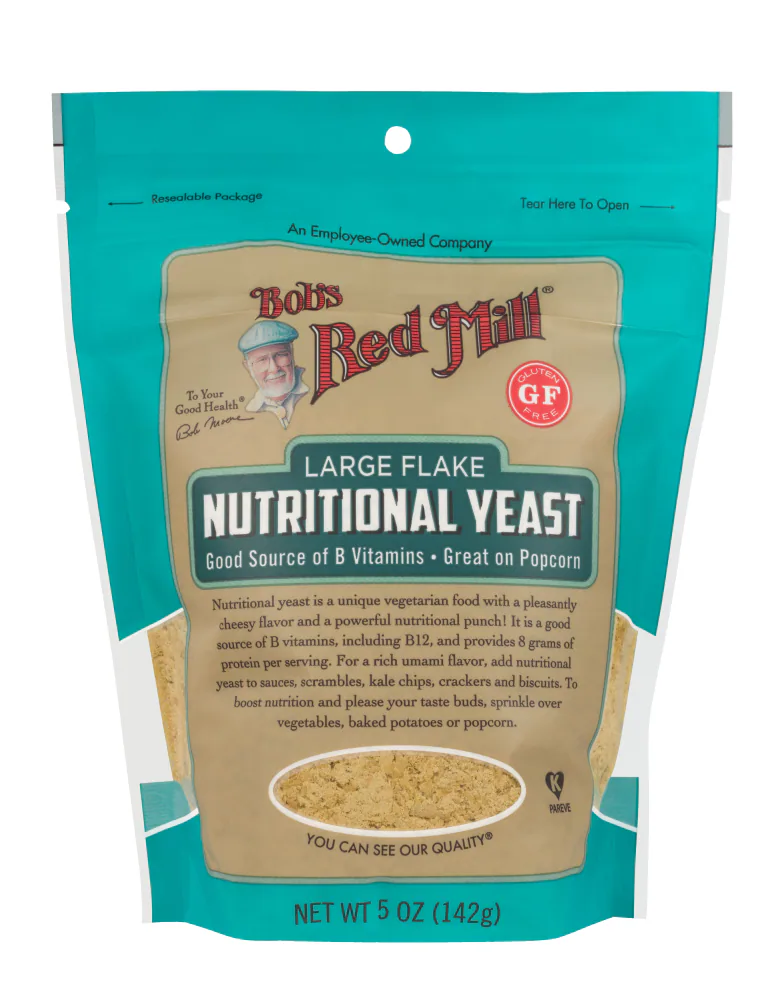 Resealable Package
Tear Here To Open
An Employee-Owned Company
Bob's
Red Mill®
To Your
Good Health®
Bob Moore
GLUTEN
GF
FREE
LARGE FLAKE
NUTRITIONAL YEAST
Good Source of B Vitamins • Great on Popcorn
Nutritional yeast is a unique vegetarian food with a pleasantly
cheesy flavor and a powerful nutritional punch! It is a good
source of B vitamins, including B12, and provides 8 grams of
protein per serving. For a rich umami flavor, add nutritional
yeast to sauces, scrambles, kale chips, crackers and biscuits. To
boost nutrition and please your taste buds, sprinkle over
vegetables, baked potatoes or popcorn.
K
PAREVE
YOU CAN SEE OUR QUALITY®
NET WT 5 OZ (142g)